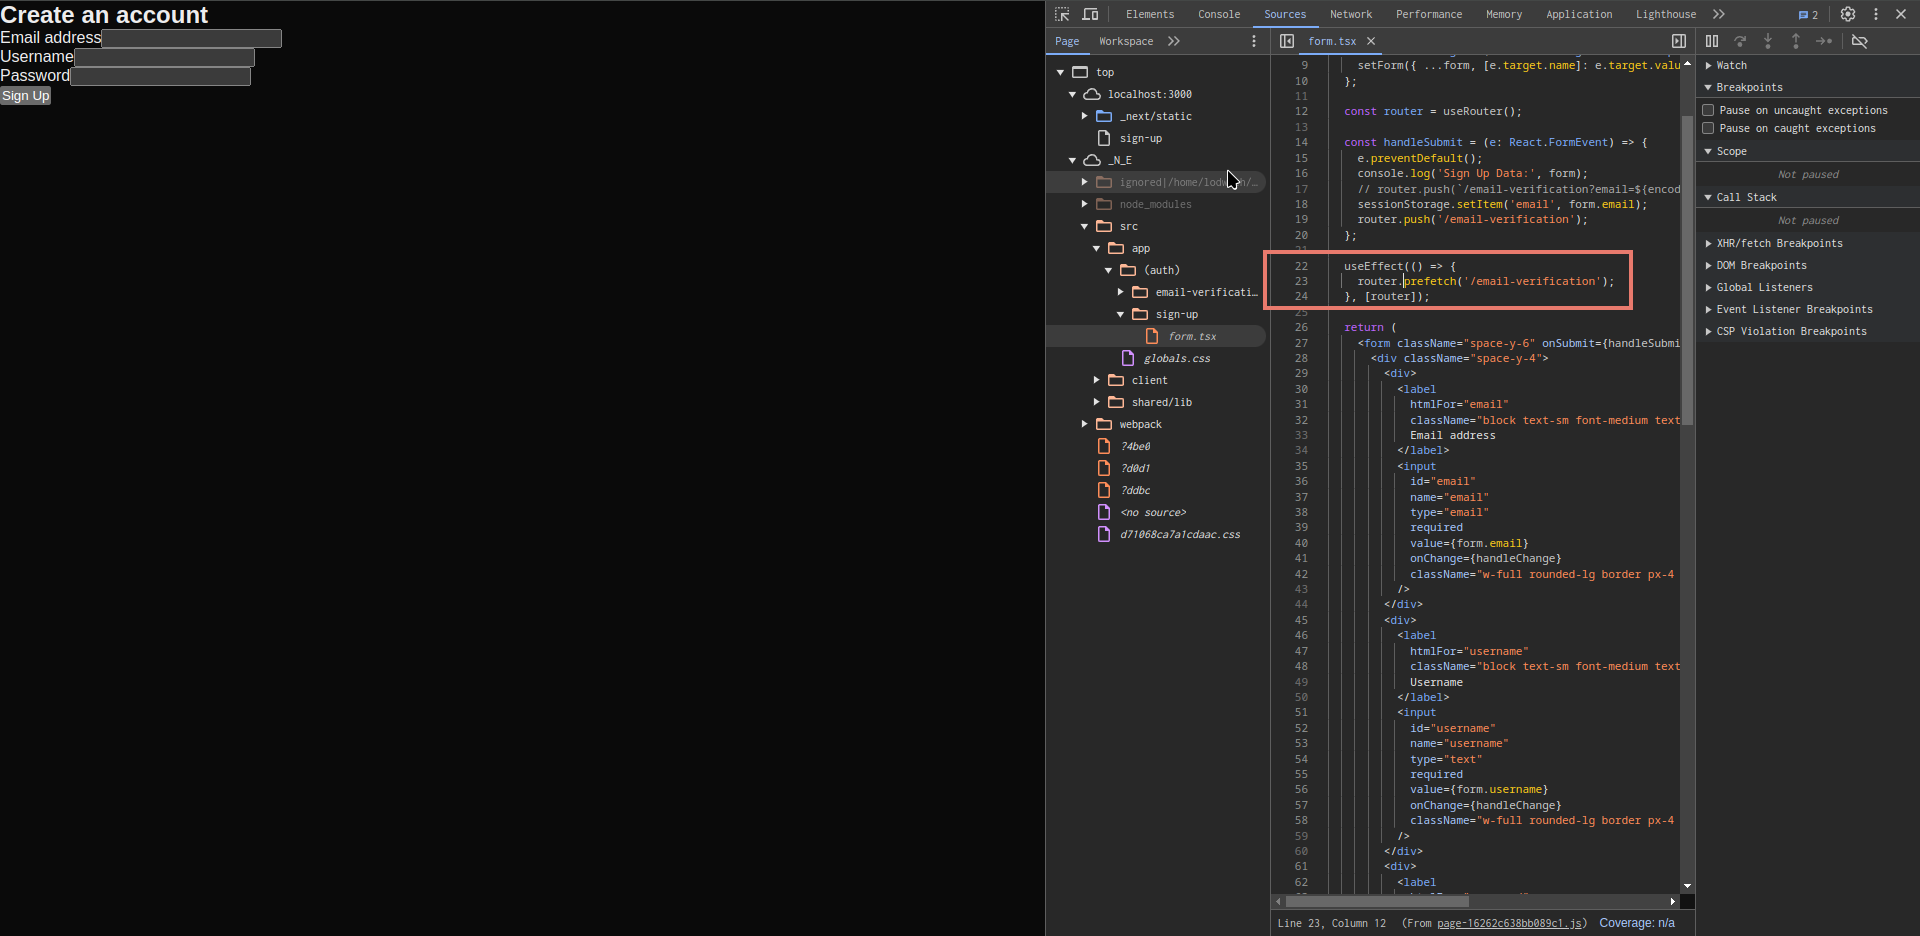 Create an account
Email address
Username
Password
Sign Up
Elements Console Sources Network Performance Memory Application Lighthouse 2
Page Workspace
form.tsx
top
localhost:3000
_next/static
sign-up
_N_E
node_modules
src
app
(auth)
email-verificati…
sign-up
form.tsx
globals.css
client
shared/lib
webpack
?4be0
?d0d1
?ddbc
<no source>
d71068ca7a1cdaac.css
9 setForm({ ...form, [e.target.name]: e.target.valu
10 };
11
12 const router = useRouter();
13
14 const handleSubmit = (e: React.FormEvent) => {
15 e.preventDefault();
16 console.log('Sign Up Data:', form);
17 // router.push(`/email-verification?email=${encod
18 sessionStorage.setItem('email', form.email);
19 router.push('/email-verification');
20 };
21
22 useEffect(() => {
23 router.prefetch('/email-verification');
24 }, [router]);
25
26 return (
27 <form className="space-y-6" onSubmit={handleSubmi
28 <div className="space-y-4">
29 <div>
30 <label
31 htmlFor="email"
32 className="block text-sm font-medium text
33 Email address
34 </label>
35 <input
36 id="email"
37 name="email"
38 type="email"
39 required
40 value={form.email}
41 onChange={handleChange}
42 className="w-full rounded-lg border px-4
43 />
44 </div>
45 <div>
46 <label
47 htmlFor="username"
48 className="block text-sm font-medium text
49 Username
50 </label>
51 <input
52 id="username"
53 name="username"
54 type="text"
55 required
56 value={form.username}
57 onChange={handleChange}
58 className="w-full rounded-lg border px-4
59 />
60 </div>
61 <div>
62 <label
Line 23, Column 12 (From page-16262c638bb089c1.js) Coverage: n/a
Watch
Breakpoints
Pause on uncaught exceptions
Pause on caught exceptions
Scope
Not paused
Call Stack
Not paused
XHR/fetch Breakpoints
DOM Breakpoints
Global Listeners
Event Listener Breakpoints
CSP Violation Breakpoints